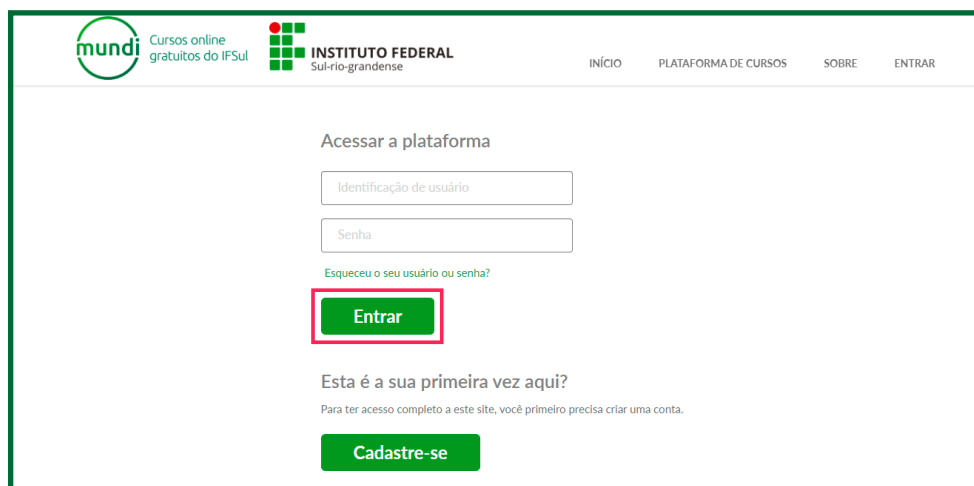 mundi
Cursos online
gratuitos do IFSul
INSTITUTO FEDERAL
Sul-rio-grandense
INÍCIO PLATAFORMA DE CURSOS SOBRE ENTRAR
Acessar a plataforma
Identificação de usuário
Senha
Esqueceu o seu usuário ou senha?
Entrar
Esta é a sua primeira vez aqui?
Para ter acesso completo a este site, você primeiro precisa criar uma conta.
Cadastre-se